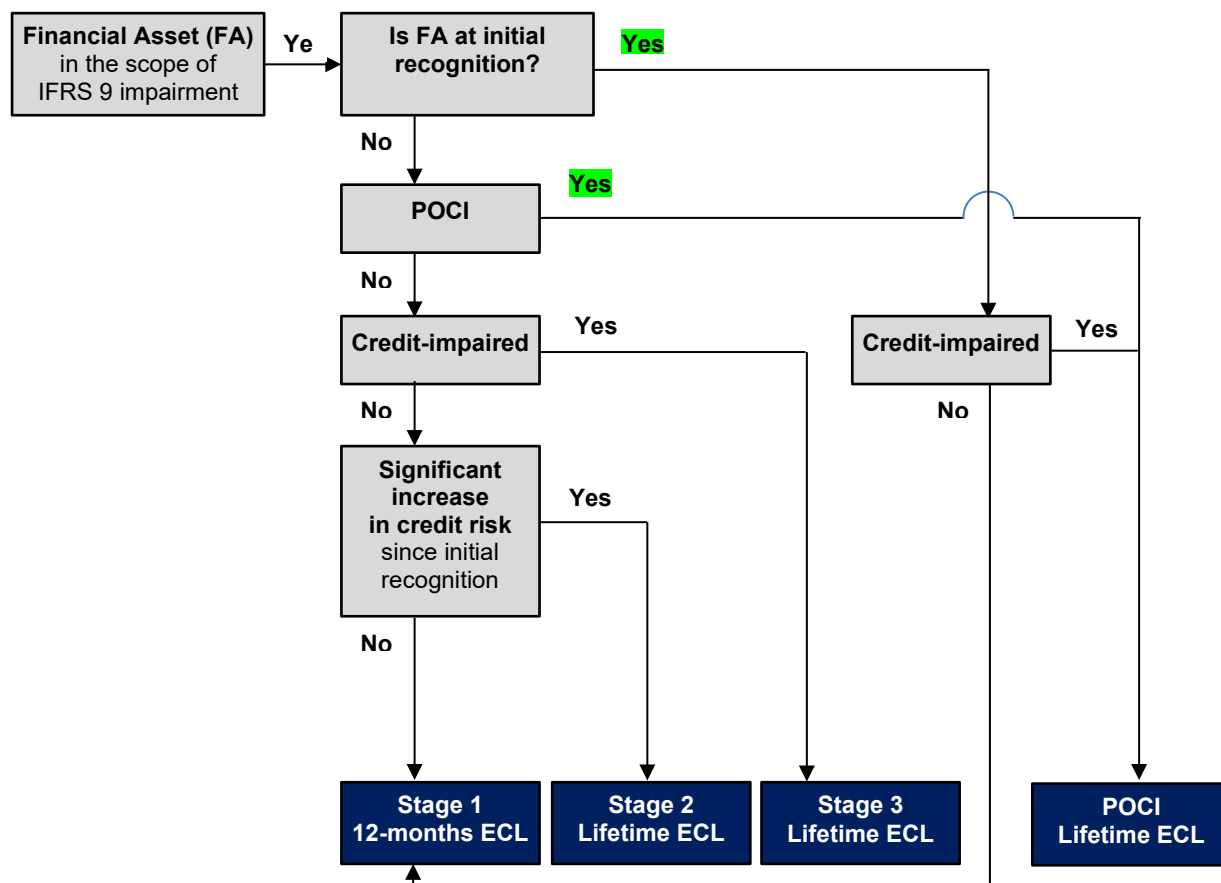 Financial Asset (FA)
in the scope of
IFRS 9 impairment
Ye
Is FA at initial
recognition?
Yes
No
POCI
Yes
No
Credit-impaired
Yes
Credit-impaired
Yes
No
No
Significant
increase
in credit risk
since initial
recognition
Yes
No
Stage 1
12-months ECL
Stage 2
Lifetime ECL
Stage 3
Lifetime ECL
POCI
Lifetime ECL